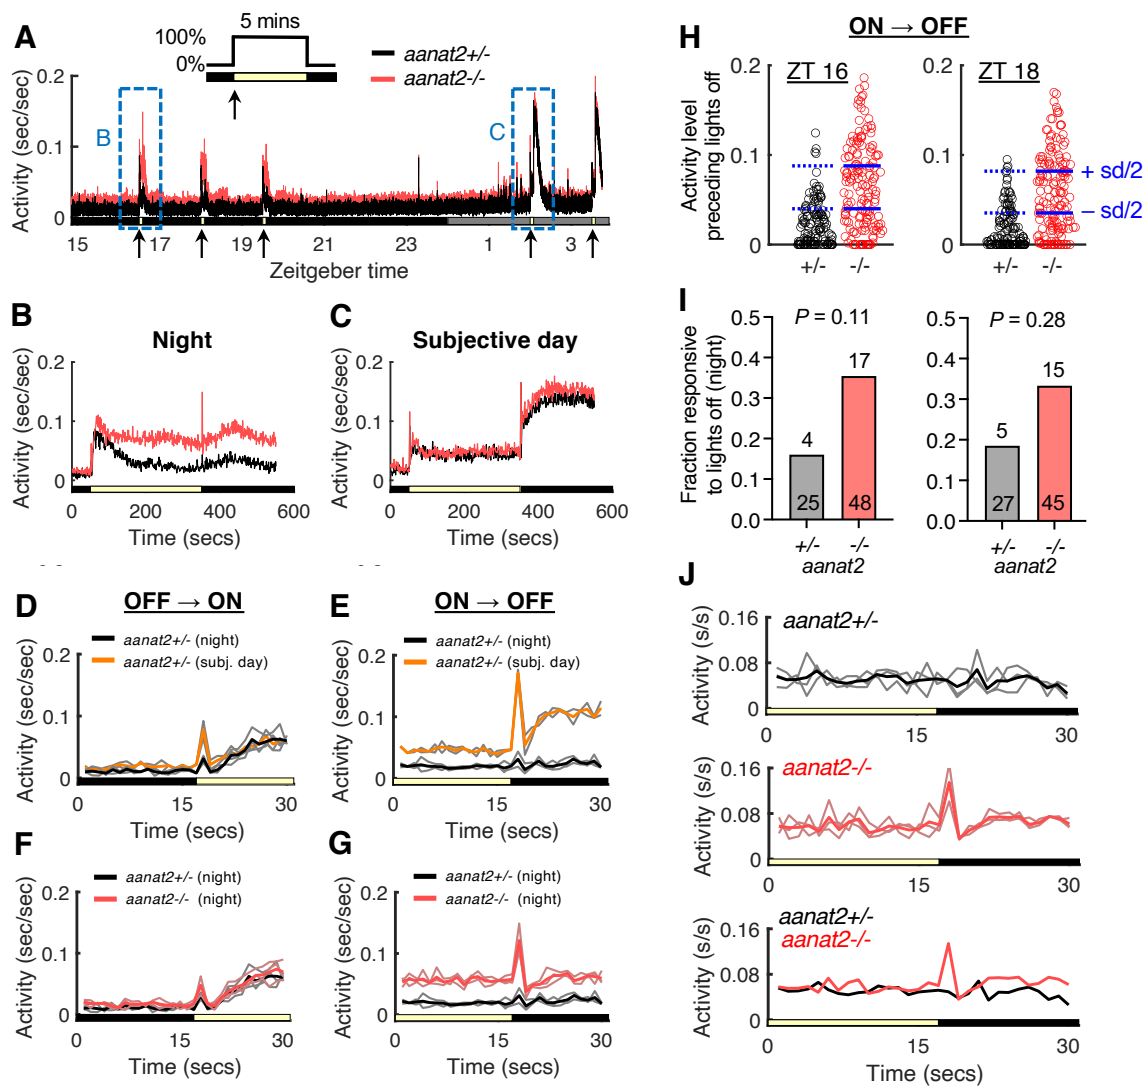 A
5 mins
100%
0%
aanat2+/-
aanat2-/-
Activity (sec/sec)
0.2
0.1
0
B
C
15 17 19 21 23 1 3
Zeitgeber time
B
Night
Activity (sec/sec)
0.2
0.1
0
0 200 400 600
Time (secs)
C
Subjective day
Activity (sec/sec)
0.2
0.1
0
0 200 400 600
Time (secs)
D
OFF → ON
aanat2+/- (night)
aanat2+/- (subj. day)
Activity (sec/sec)
0.2
0.1
0
0 15 30
Time (secs)
E
ON → OFF
aanat2+/- (night)
aanat2+/- (subj. day)
Activity (sec/sec)
0.2
0.1
0
0 15 30
Time (secs)
F
aanat2+/- (night)
aanat2-/- (night)
Activity (sec/sec)
0.2
0.1
0
0 15 30
Time (secs)
G
aanat2+/- (night)
aanat2-/- (night)
Activity (sec/sec)
0.2
0.1
0
0 15 30
Time (secs)
H
ON → OFF
Activity level
preceding lights off
ZT 16
0.2
0.1
0
+/- -/-
ZT 18
0.2
0.1
0
+ sd/2
– sd/2
+/- -/-
I
Fraction responsive
to lights off (night)
P = 0.11
0.5
0.4
0.3
0.2
0.1
0.0
4 17
25 48
+/- -/-
aanat2
P = 0.28
0.5
0.4
0.3
0.2
0.1
0.0
5 15
27 45
+/- -/-
aanat2
J
aanat2+/-
Activity (s/s)
0.16
0.08
0
0 15 30
aanat2-/-
Activity (s/s)
0.16
0.08
0
0 15 30
aanat2+/-
aanat2-/-
Activity (s/s)
0.16
0.08
0
0 15 30
Time (secs)